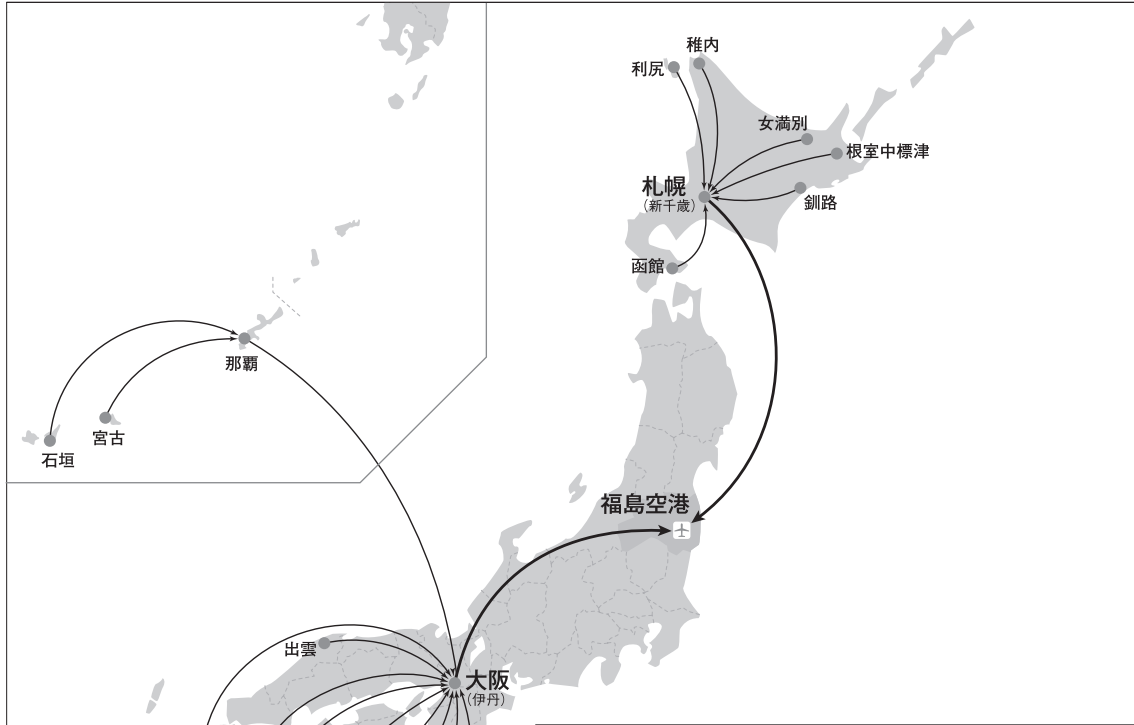 稚内
利尻
女満別
根室中標津
札幌
（新千歳）
釧路
函館
那覇
宮古
石垣
福島空港
出雲
大阪
（伊丹）